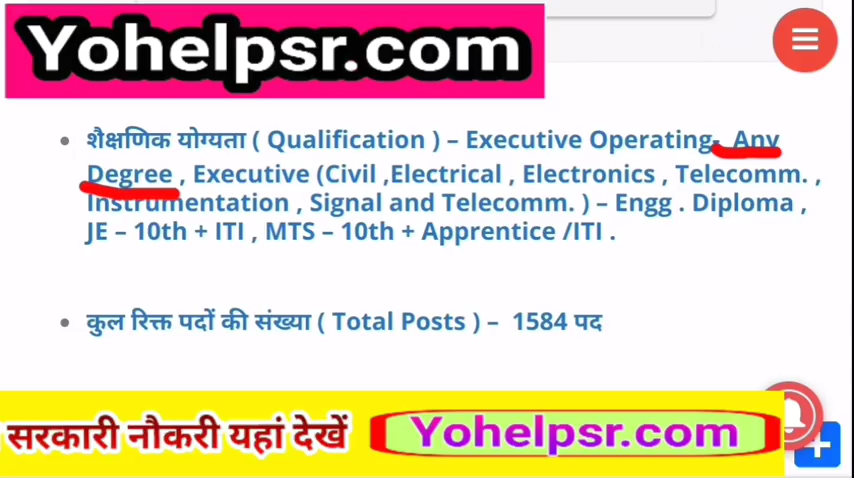 Yohelpsr.com
शैक्षणिक योग्यता ( Qualification ) – Executive Operating- Any
Degree , Executive (Civil ,Electrical , Electronics , Telecomm. ,
Instrumentation , Signal and Telecomm. ) – Engg . Diploma ,
JE – 10th + ITI , MTS – 10th + Apprentice /ITI .
कुल रिक्त पदों की संख्या ( Total Posts ) – 1584 पद
सरकारी नौकरी यहां देखें Yohelpsr.com